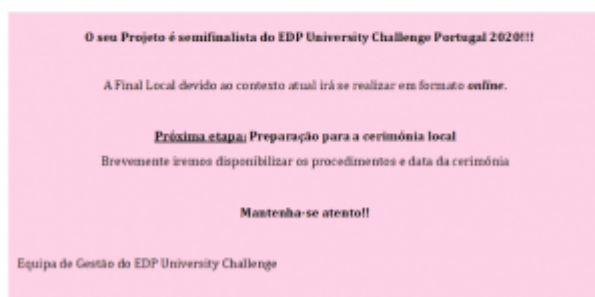 O seu Projeto é semifinalista do EDP University Challenge Portugal 2020!!!
A Final Local devido ao contexto atual irá se realizar em formato online.
Próxima etapa: Preparação para a cerimónia local
Brevemente iremos disponibilizar os procedimentos e data da cerimónia
Mantenha-se atento!!
Equipa de Gestão do EDP University Challenge